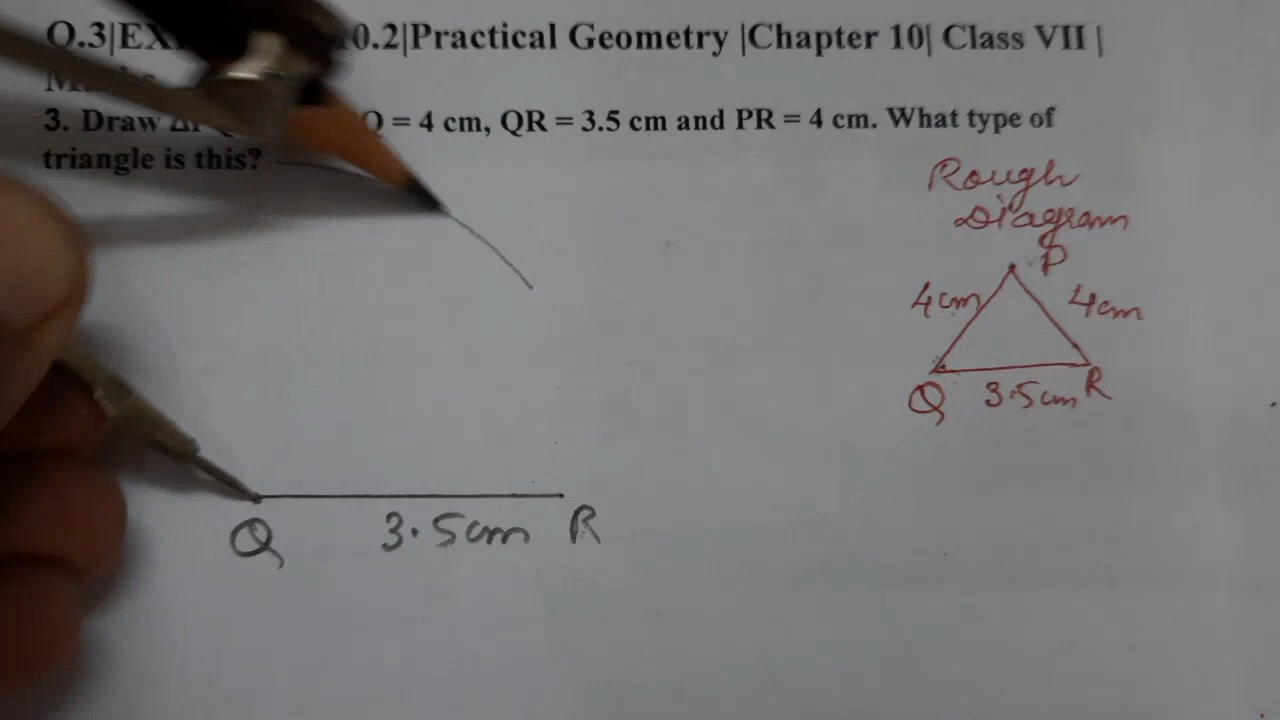 Q.3|EX 0.2|Practical Geometry |Chapter 10| Class VII |
3. Draw = 4 cm, QR = 3.5 cm and PR = 4 cm. What type of
triangle is this?
Rough
Diagram
P
4cm 4cm
Q 3.5cm R
Q 3.5cm R